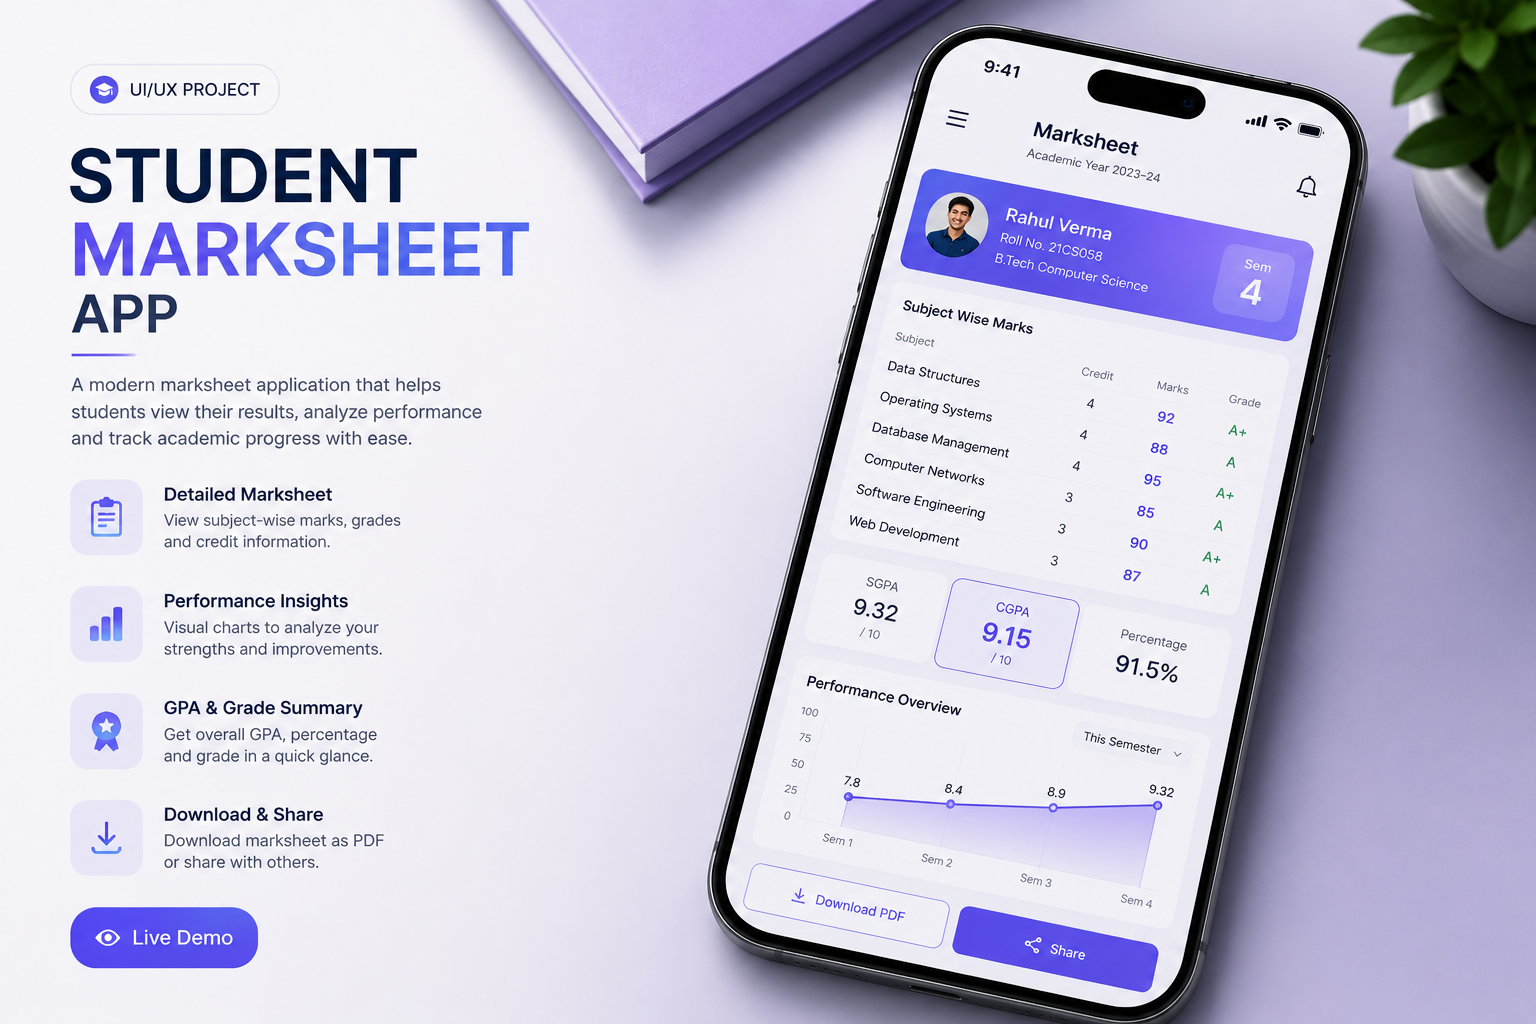 UI/UX PROJECT
STUDENT
MARKSHEET
APP
A modern marksheet application that helps
students view their results, analyze performance
and track academic progress with ease.
Detailed Marksheet
View subject-wise marks, grades
and credit information.
Performance Insights
Visual charts to analyze your
strengths and improvements.
GPA & Grade Summary
Get overall GPA, percentage
and grade in a quick glance.
Download & Share
Download marksheet as PDF
or share with others.
Live Demo
9:41
Marksheet
Academic Year 2023-24
Rahul Verma
Roll No. 21CS058
B.Tech Computer Science
Sem
4
Subject Wise Marks
Subject Credit Marks Grade
Data Structures 4 92 A+
Operating Systems 4 88 A
Database Management 4 95 A+
Computer Networks 3 85 A
Software Engineering 3 90 A+
Web Development 3 87 A
SGPA
9.32
/ 10
CGPA
9.15
/ 10
Percentage
91.5%
Performance Overview
This Semester
100
75
50
25
0
7.8 8.4 8.9 9.32
Sem 1 Sem 2 Sem 3 Sem 4
Download PDF
Share